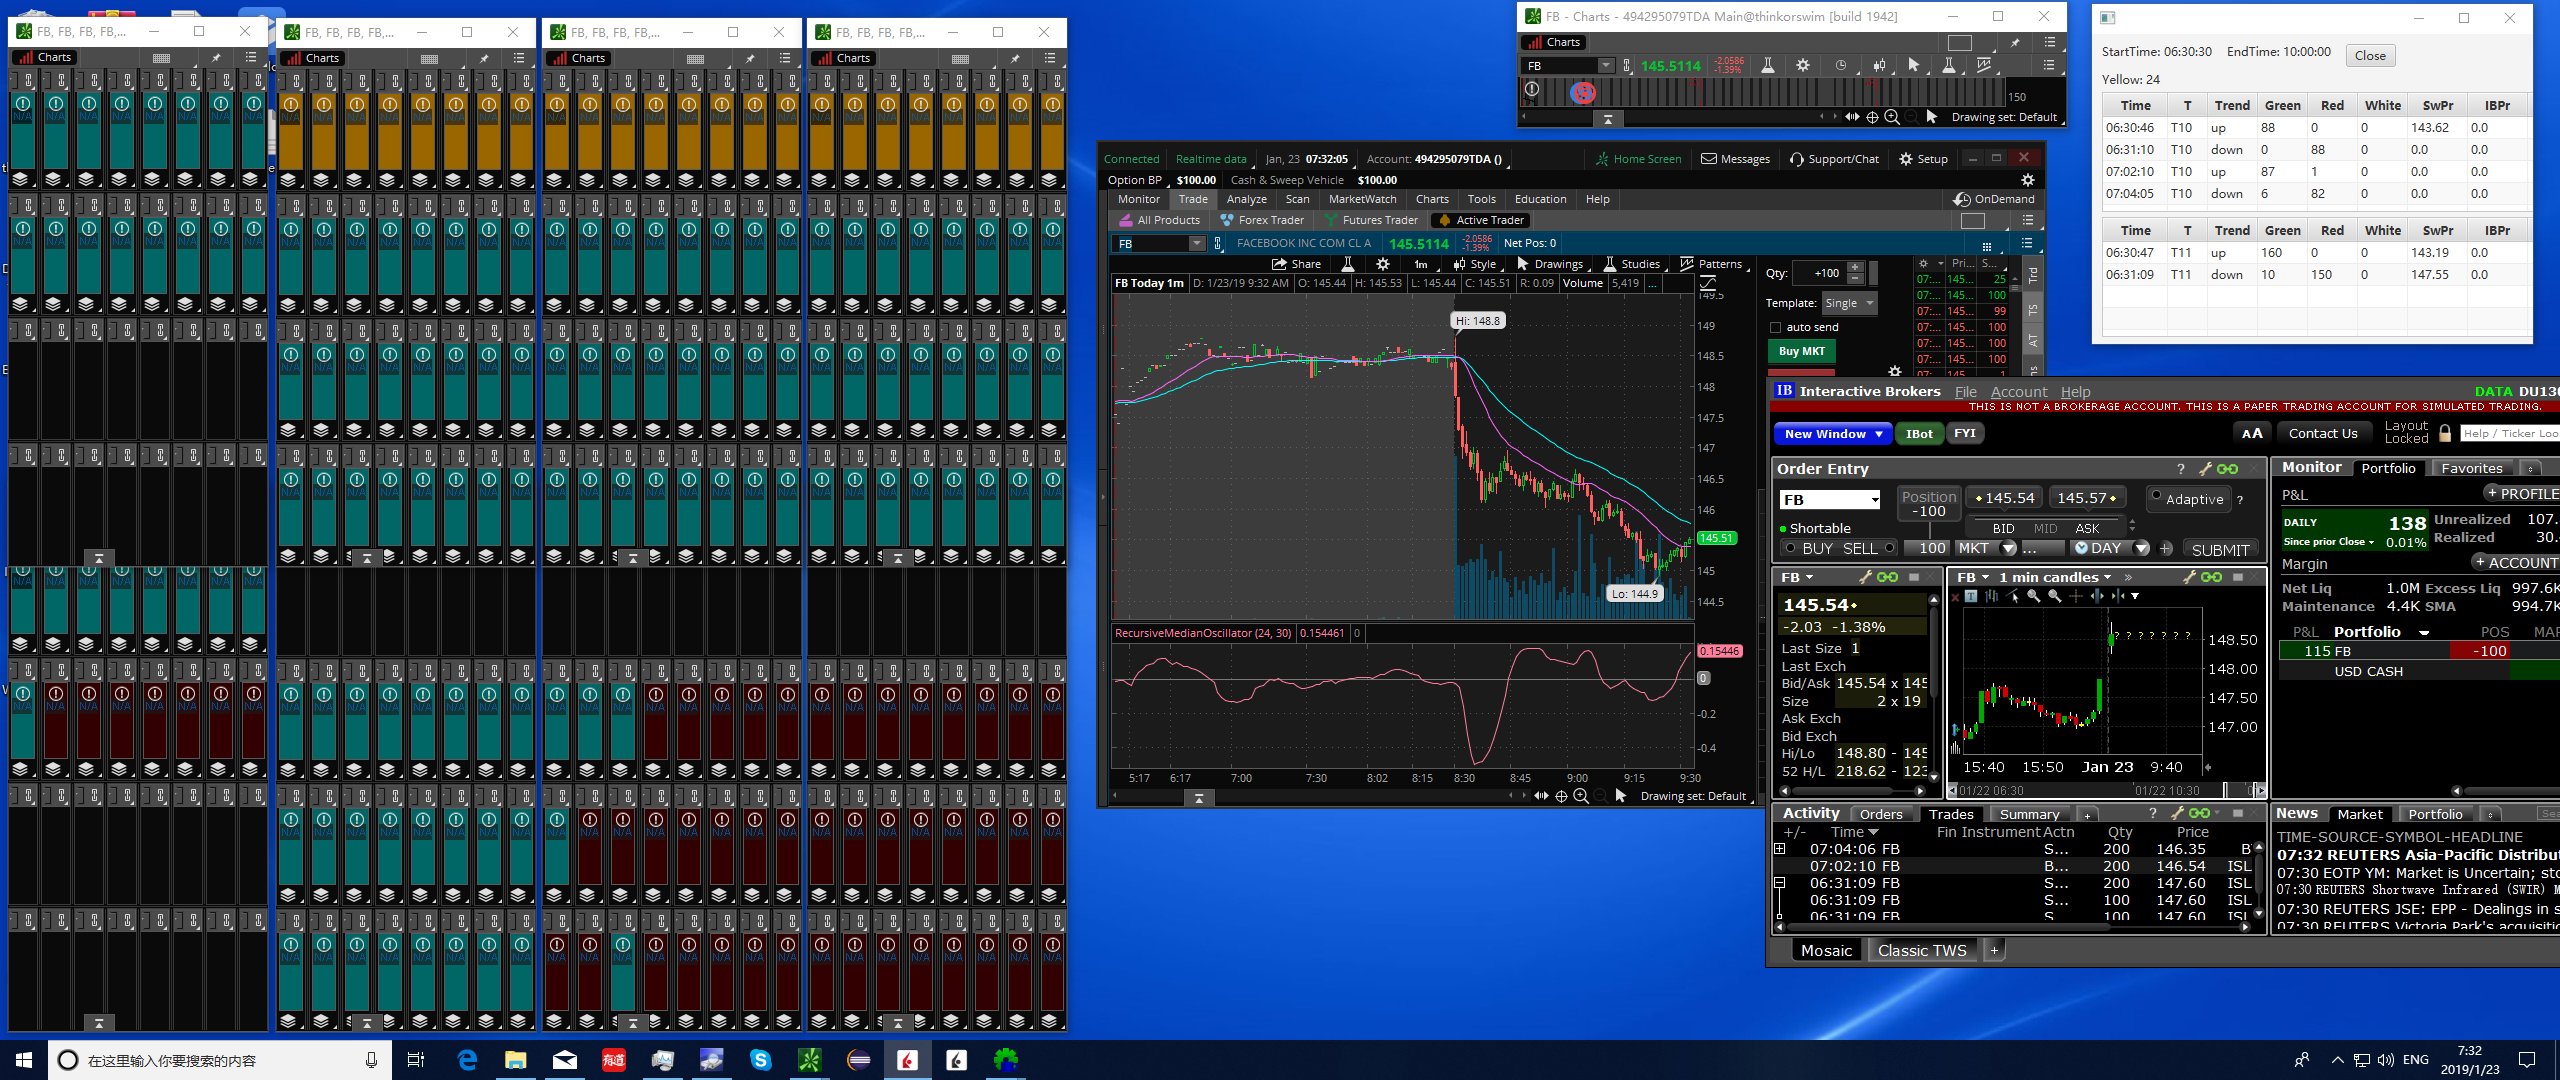 FB, FB, FB, FB,...
Charts
FB, FB, FB, FB,...
Charts
FB, FB, FB, FB,...
Charts
FB, FB, FB, FB,...
Charts
FB - Charts - 494295079TDA Main@thinkorswim [build 1942]
Charts
FB 145.5114 -2.0586 -1.39%
150
Drawing set: Default
Connected Realtime data Jan, 23 07:32:05 Account: 494295079TDA () Home Screen Messages Support/Chat Setup
Option BP $100.00 Cash & Sweep Vehicle $100.00
Monitor Trade Analyze Scan MarketWatch Charts Tools Education Help OnDemand
All Products Forex Trader Futures Trader Active Trader
FB FACEBOOK INC COM CL A 145.5114 -2.0586 -1.39% Net Pos: 0
Share 1m Style Drawings Studies Patterns
FB Today 1m D: 1/23/19 9:32 AM O: 145.44 H: 145.53 L: 145.44 C: 145.51 R: 0.09 Volume 5,419 ...
Hi: 148.8
Lo: 144.9
149.5
149
148.5
148
147.5
147
146.5
146
145.51
145
144.5
RecursiveMedianOscillator (24, 30) 0.154461 0
0.15446
0
-0.2
-0.4
5:17 6:17 7:00 7:30 8:02 8:15 8:30 8:45 9:00 9:15 9:30
Drawing set: Default
Qty: +100
Template: Single
auto send
Buy MKT
Pri... S...
07:... 145... 25
07:... 145... 100
07:... 145... 99
07:... 145... 100
07:... 145... 100
07:... 145... 100
Trd
TS
AT
StartTime: 06:30:30 EndTime: 10:00:00 Close
Yellow: 24
Time T Trend Green Red White SwPr IBPr
06:30:46 T10 up 88 0 0 143.62 0.0
06:31:10 T10 down 0 88 0 0.0 0.0
07:02:10 T10 up 87 1 0 0.0 0.0
07:04:05 T10 down 6 82 0 0.0 0.0
Time T Trend Green Red White SwPr IBPr
06:30:47 T11 up 160 0 0 143.19 0.0
06:31:09 T11 down 10 150 0 147.55 0.0
IB Interactive Brokers File Account Help DATA DU130
THIS IS NOT A BROKERAGE ACCOUNT. THIS IS A PAPER TRADING ACCOUNT FOR SIMULATED TRADING.
New Window IBot FYI AA Contact Us Layout Locked Help / Ticker Loo
Order Entry
FB Position -100 145.54 145.57 Adaptive ?
Shortable BID MID ASK
BUY SELL 100 MKT ... DAY + SUBMIT
Monitor Portfolio Favorites
P&L + PROFILE
DAILY 138 Unrealized 107.
Since prior Close 0.01% Realized 30.
Margin + ACCOUNT
Net Liq 1.0M Excess Liq 997.6K
Maintenance 4.4K SMA 994.7K
P&L Portfolio POS MAR
115 FB -100
USD CASH
FB
145.54
-2.03 -1.38%
Last Size 1
Last Exch
Bid/Ask 145.54 x 145
Size 2 x 19
Ask Exch
Bid Exch
Hi/Lo 148.80 - 145
52 H/L 218.62 - 123
FB 1 min candles
? ? ? ? ? ? ?
148.50
148.00
147.50
147.00
15:40 15:50 Jan 23 9:40
01/22 06:30 01/22 10:30
Activity Orders Trades Summary +
+/- Time Fin Instrument Actn Qty Price
07:04:06 FB S... 200 146.35
07:02:10 FB B... 200 146.54 ISL
06:31:09 FB S... 200 147.60 ISL
06:31:09 FB S... 100 147.60 ISL
06:31:09 FB S 100 147.60 ISL
News Market Portfolio
TIME-SOURCE-SYMBOL-HEADLINE
07:32 REUTERS Asia-Pacific Distribut
07:30 EOTP YM: Market is Uncertain; sto
07:30 REUTERS Shortwave Infrared (SWIR) M
07:30 REUTERS JSE: EPP - Dealings in s
07:30 REUTERS Victoria Park's acquisitio
Mosaic Classic TWS +
在这里输入你要搜索的内容
有道
ENG
7:32
2019/1/23